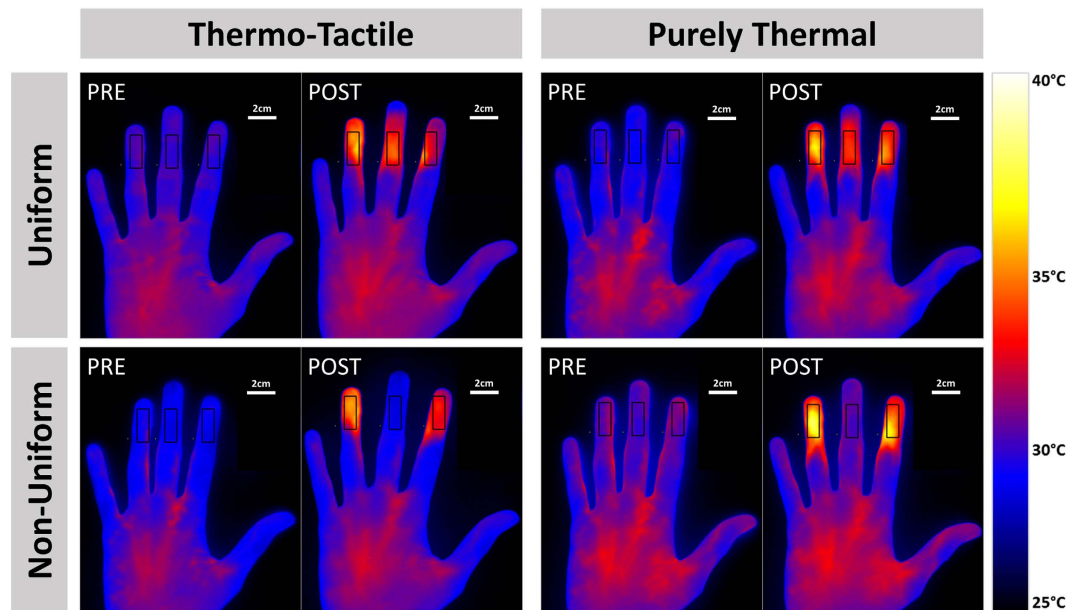 Thermo-Tactile
Purely Thermal
Uniform
PRE
2cm
POST
2cm
PRE
2cm
POST
2cm
40°C
35°C
30°C
25°C
Non-Uniform
PRE
2cm
POST
2cm
PRE
2cm
POST
2cm